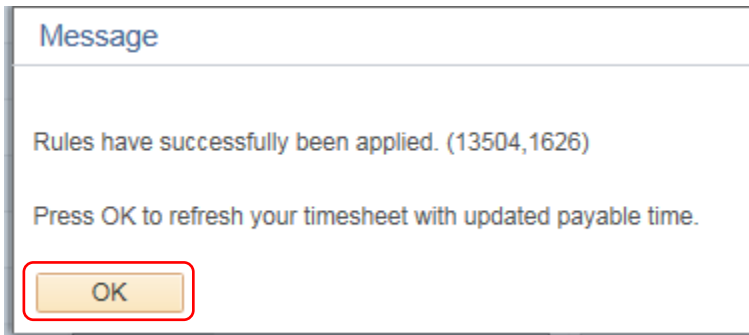 Message
Rules have successfully been applied. (13504,1626)
Press OK to refresh your timesheet with updated payable time.
OK